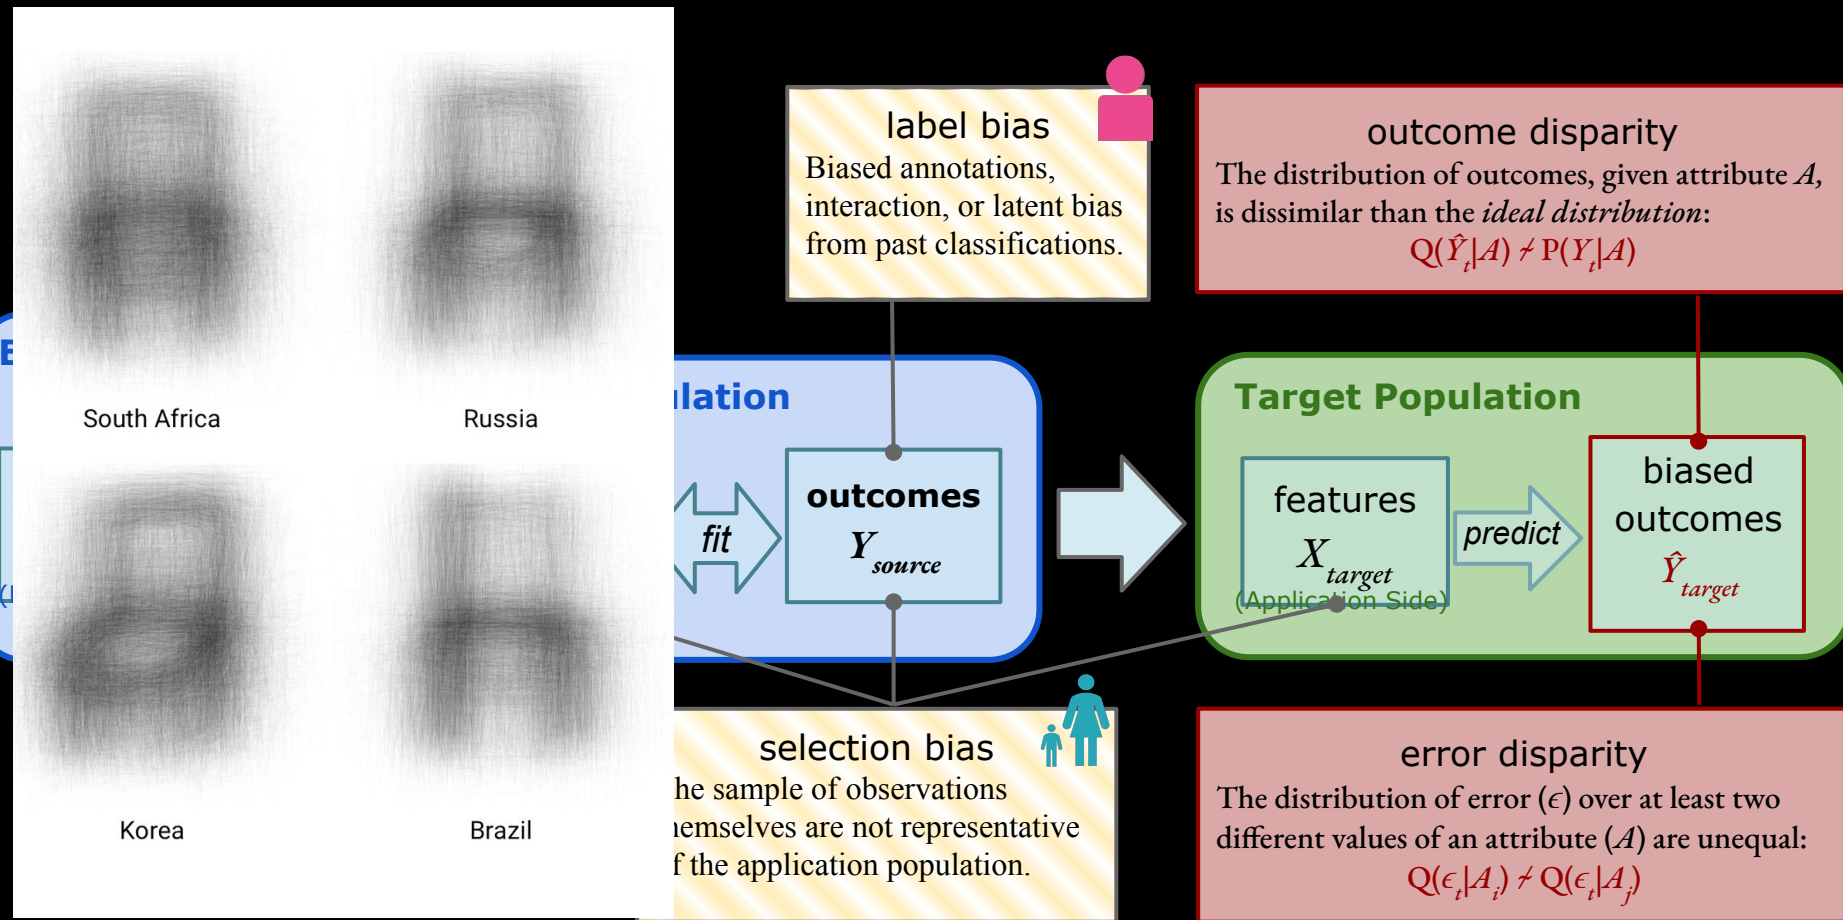 South Africa
Russia
Korea
Brazil
label bias
Biased annotations,
interaction, or latent bias
from past classifications.
outcome disparity
The distribution of outcomes, given attribute A,
is dissimilar than the ideal distribution:
Q(Ŷt|A) ≁ P(Yt|A)
lation
fit
outcomes
Y source
Target Population
features
X target
(Application Side)
predict
biased
outcomes
Ŷ target
selection bias
he sample of observations
emselves are not representative
f the application population.
error disparity
The distribution of error (ϵ) over at least two
different values of an attribute (A) are unequal:
Q(ϵt|Ai) ≁ Q(ϵt|Aj)